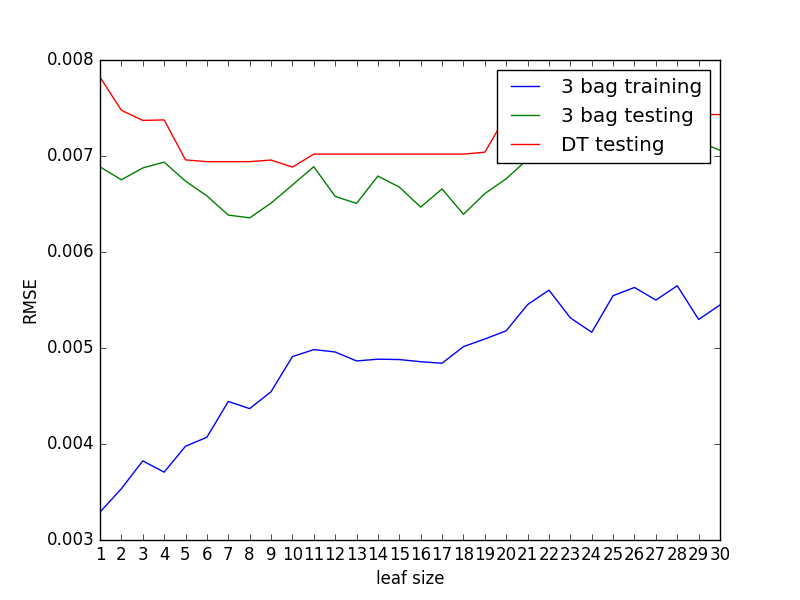 0.008
0.007
0.006
0.005
0.004
0.003
RMSE
3 bag training
3 bag testing
DT testing
1 2 3 4 5 6 7 8 9 10 11 12 13 14 15 16 17 18 19 20 21 22 23 24 25 26 27 28 29 30
leaf size